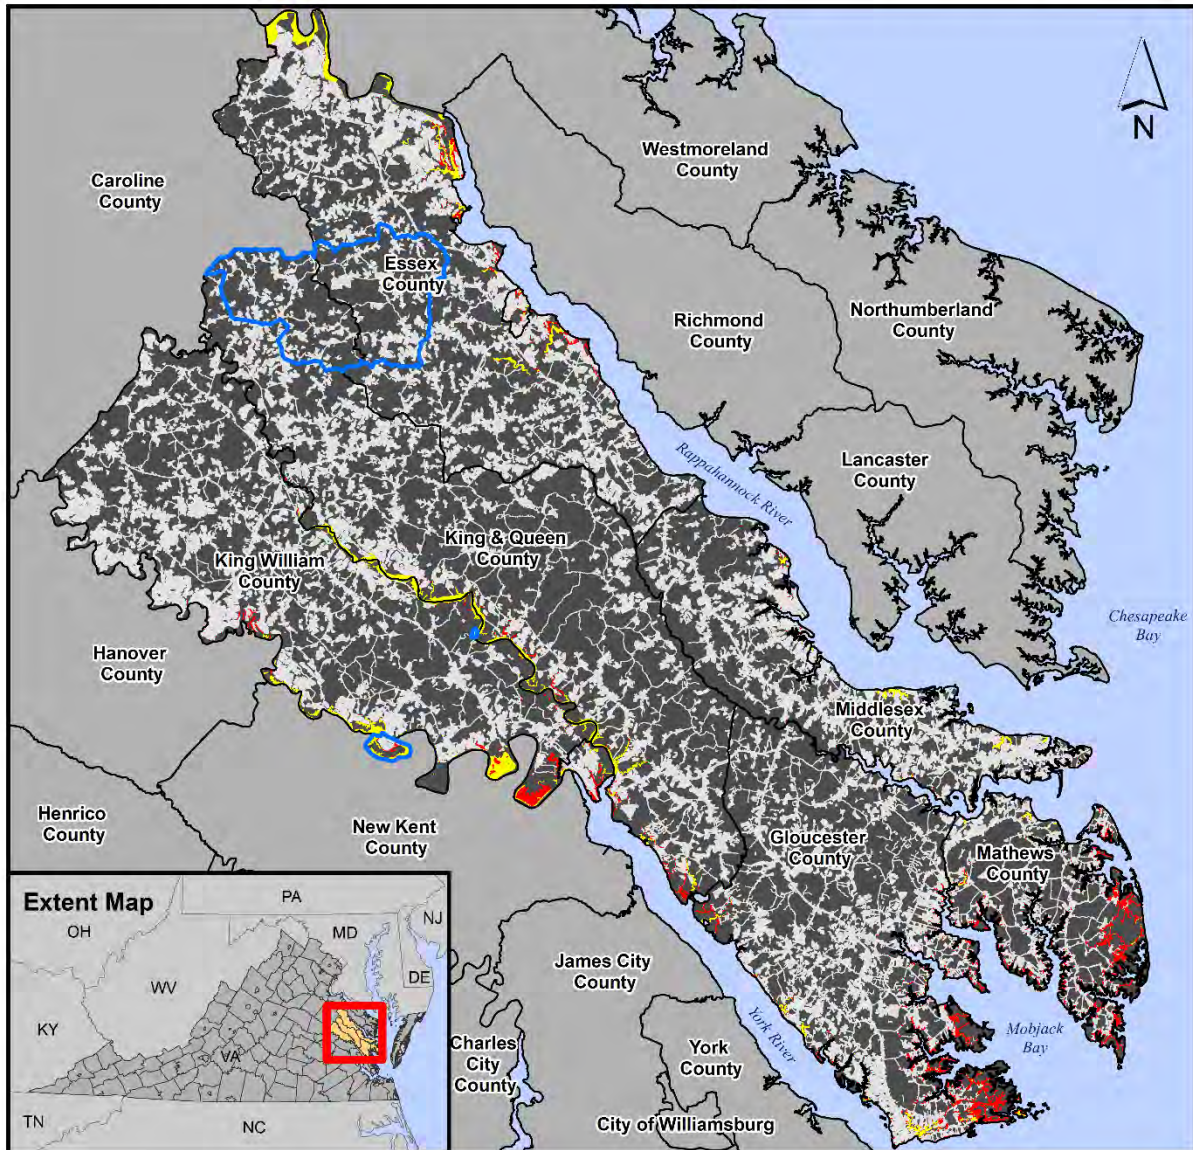 N
Westmoreland
County
Caroline
County
Essex
County
Richmond
County
Northumberland
County
Lancaster
County
Rappahannock River
King & Queen
County
King William
County
Chesapeake
Bay
Hanover
County
Middlesex
County
Henrico
County
New Kent
County
Gloucester
County
Mathews
County
James City
County
York River
Mobjack
Bay
Charles
City
County
York
County
City of Williamsburg
Extent Map
PA
OH
MD
NJ
DE
WV
KY
VA
TN
NC